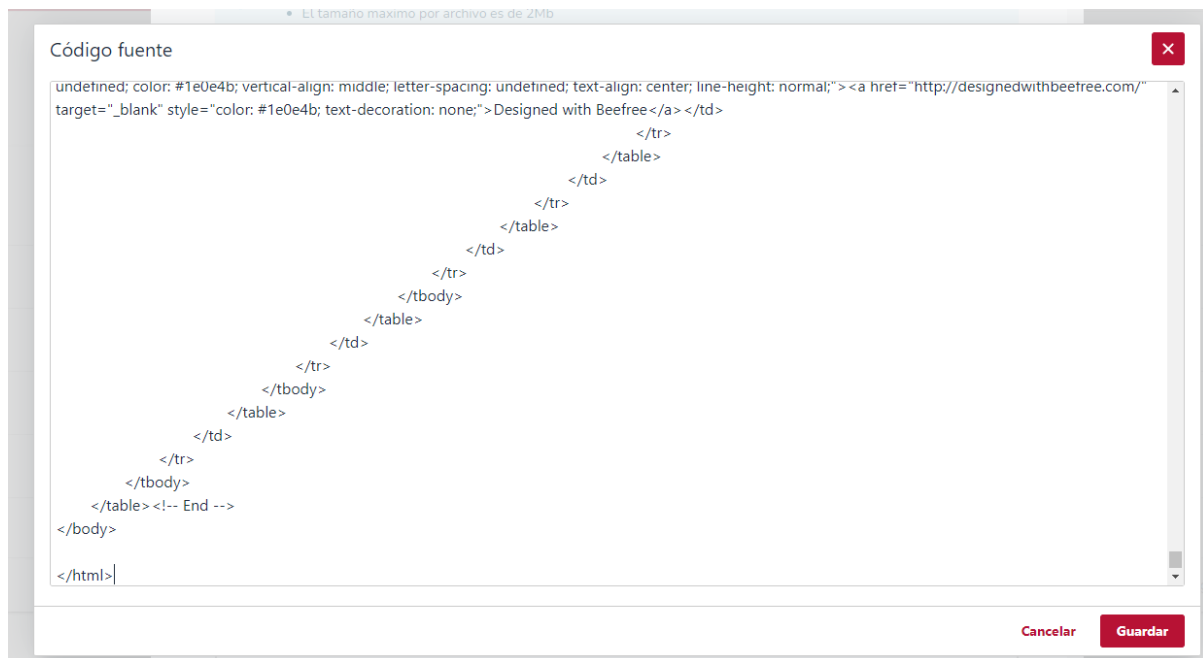 El tamaño maximo por archivo es de 2Mb
Código fuente
undefined; color: #1e0e4b; vertical-align: middle; letter-spacing: undefined; text-align: center; line-height: normal;"><a href="http://designedwithbeefree.com/"
target="_blank" style="color: #1e0e4b; text-decoration: none;">Designed with Beefree</a></td>
</tr>
</table>
</td>
</tr>
</table>
</td>
</tr>
</tbody>
</table>
</td>
</tr>
</tbody>
</table>
</td>
</tr>
</tbody>
</table><!-- End -->
</body>
</html>
Cancelar
Guardar